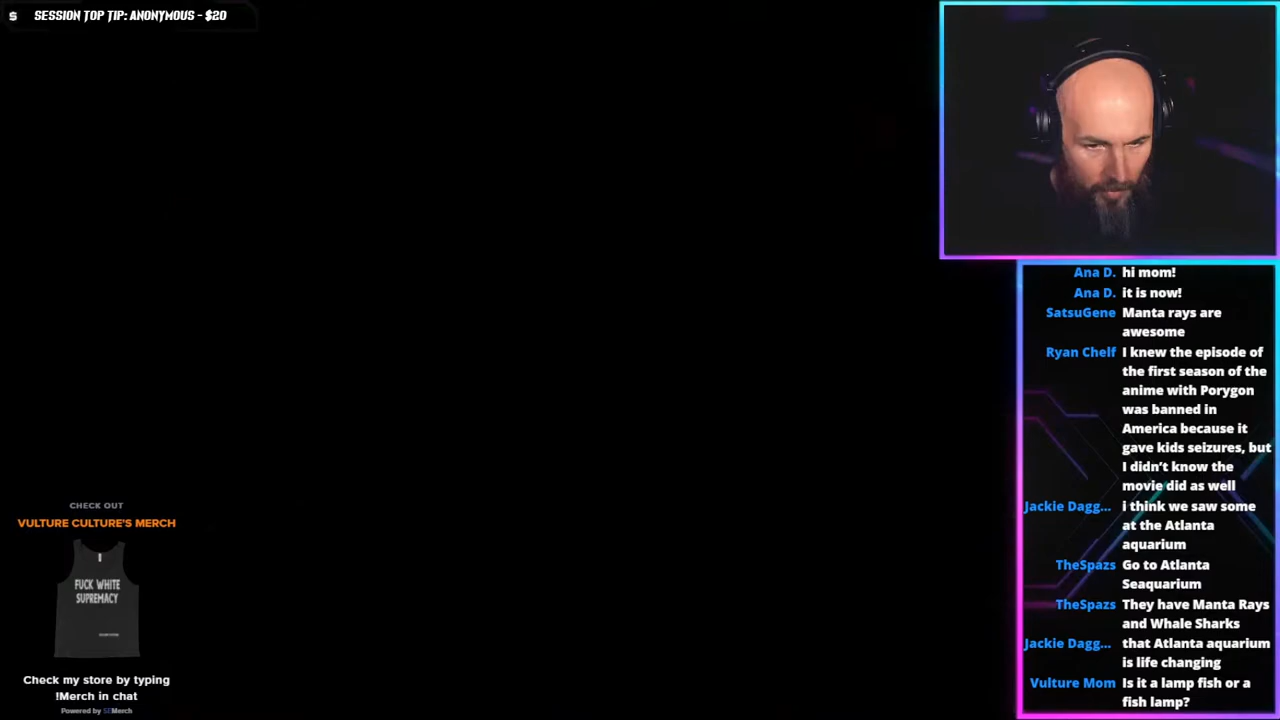 $ SESSION TOP TIP: ANONYMOUS - $20
Ana D. hi mom!
Ana D. it is now!
SatsuGene Manta rays are
awesome
Ryan Chelf I knew the episode of
the first season of the
anime with Porygon
was banned in
America because it
gave kids seizures, but
I didn't know the
movie did as well
Jackie Dagg... i think we saw some
at the Atlanta
aquarium
TheSpazs Go to Atlanta
Seaquarium
TheSpazs They have Manta Rays
and Whale Sharks
Jackie Dagg... that Atlanta aquarium
is life changing
Vulture Mom Is it a lamp fish or a
fish lamp?
CHECK OUT
VULTURE CULTURE'S MERCH
FUCK WHITE
SUPREMACY
Check my store by typing
!Merch in chat
Powered by SEMerch